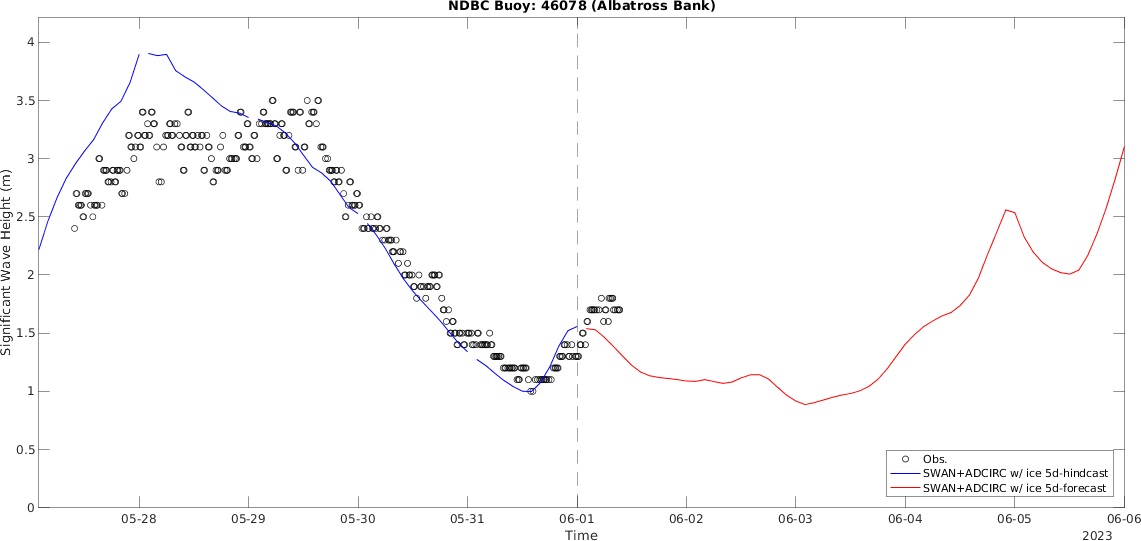 NDBC Buoy: 46078 (Albatross Bank)
Significant Wave Height (m)
4
3.5
3
2.5
2
1.5
1
0.5
0
Obs.
SWAN+ADCIRC w/ ice 5d-hindcast
SWAN+ADCIRC w/ ice 5d-forecast
05-28 05-29 05-30 05-31 06-01 06-02 06-03 06-04 06-05 06-06
Time
2023